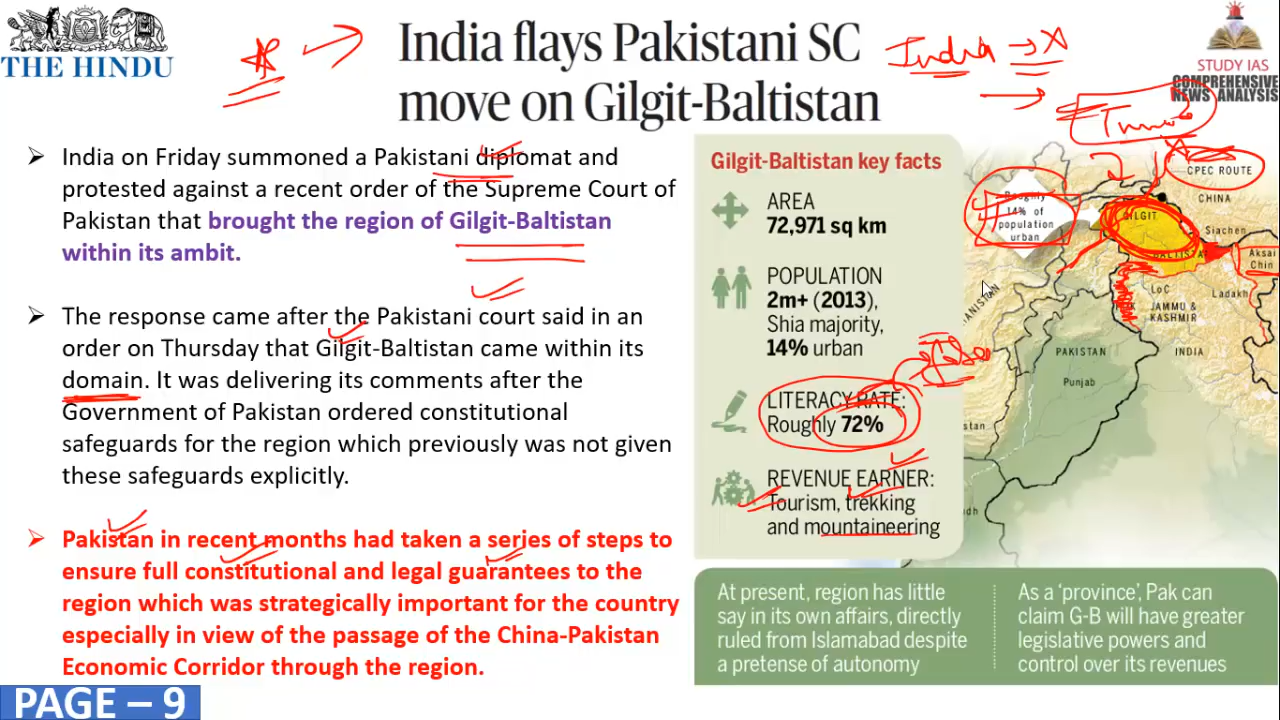 THE HINDU
India flays Pakistani SC
move on Gilgit-Baltistan
India
STUDY IAS
COMPREHENSIVE
NEWS ANALYSIS
➢ India on Friday summoned a Pakistani diplomat and
protested against a recent order of the Supreme Court of
Pakistan that brought the region of Gilgit-Baltistan
within its ambit.
➢ The response came after the Pakistani court said in an
order on Thursday that Gilgit-Baltistan came within its
domain. It was delivering its comments after the
Government of Pakistan ordered constitutional
safeguards for the region which previously was not given
these safeguards explicitly.
➢ Pakistan in recent months had taken a series of steps to
ensure full constitutional and legal guarantees to the
region which was strategically important for the country
especially in view of the passage of the China-Pakistan
Economic Corridor through the region.
PAGE – 9
Gilgit-Baltistan key facts
AREA
72,971 sq km
POPULATION
2m+ (2013),
Shia majority,
14% urban
LITERACY RATE:
Roughly 72%
REVENUE EARNER:
Tourism, trekking
and mountaineering
Roughly
14% of
population
urban
CPEC ROUTE
CHINA
GILGIT
Siachen
BALTISTAN
Aksai
Chin
LoC
JAMMU &
KASHMIR
Ladakh
PAKISTAN
INDIA
Punjab
At present, region has little
say in its own affairs, directly
ruled from Islamabad despite
a pretense of autonomy
As a ‘province’, Pak can
claim G-B will have greater
legislative powers and
control over its revenues